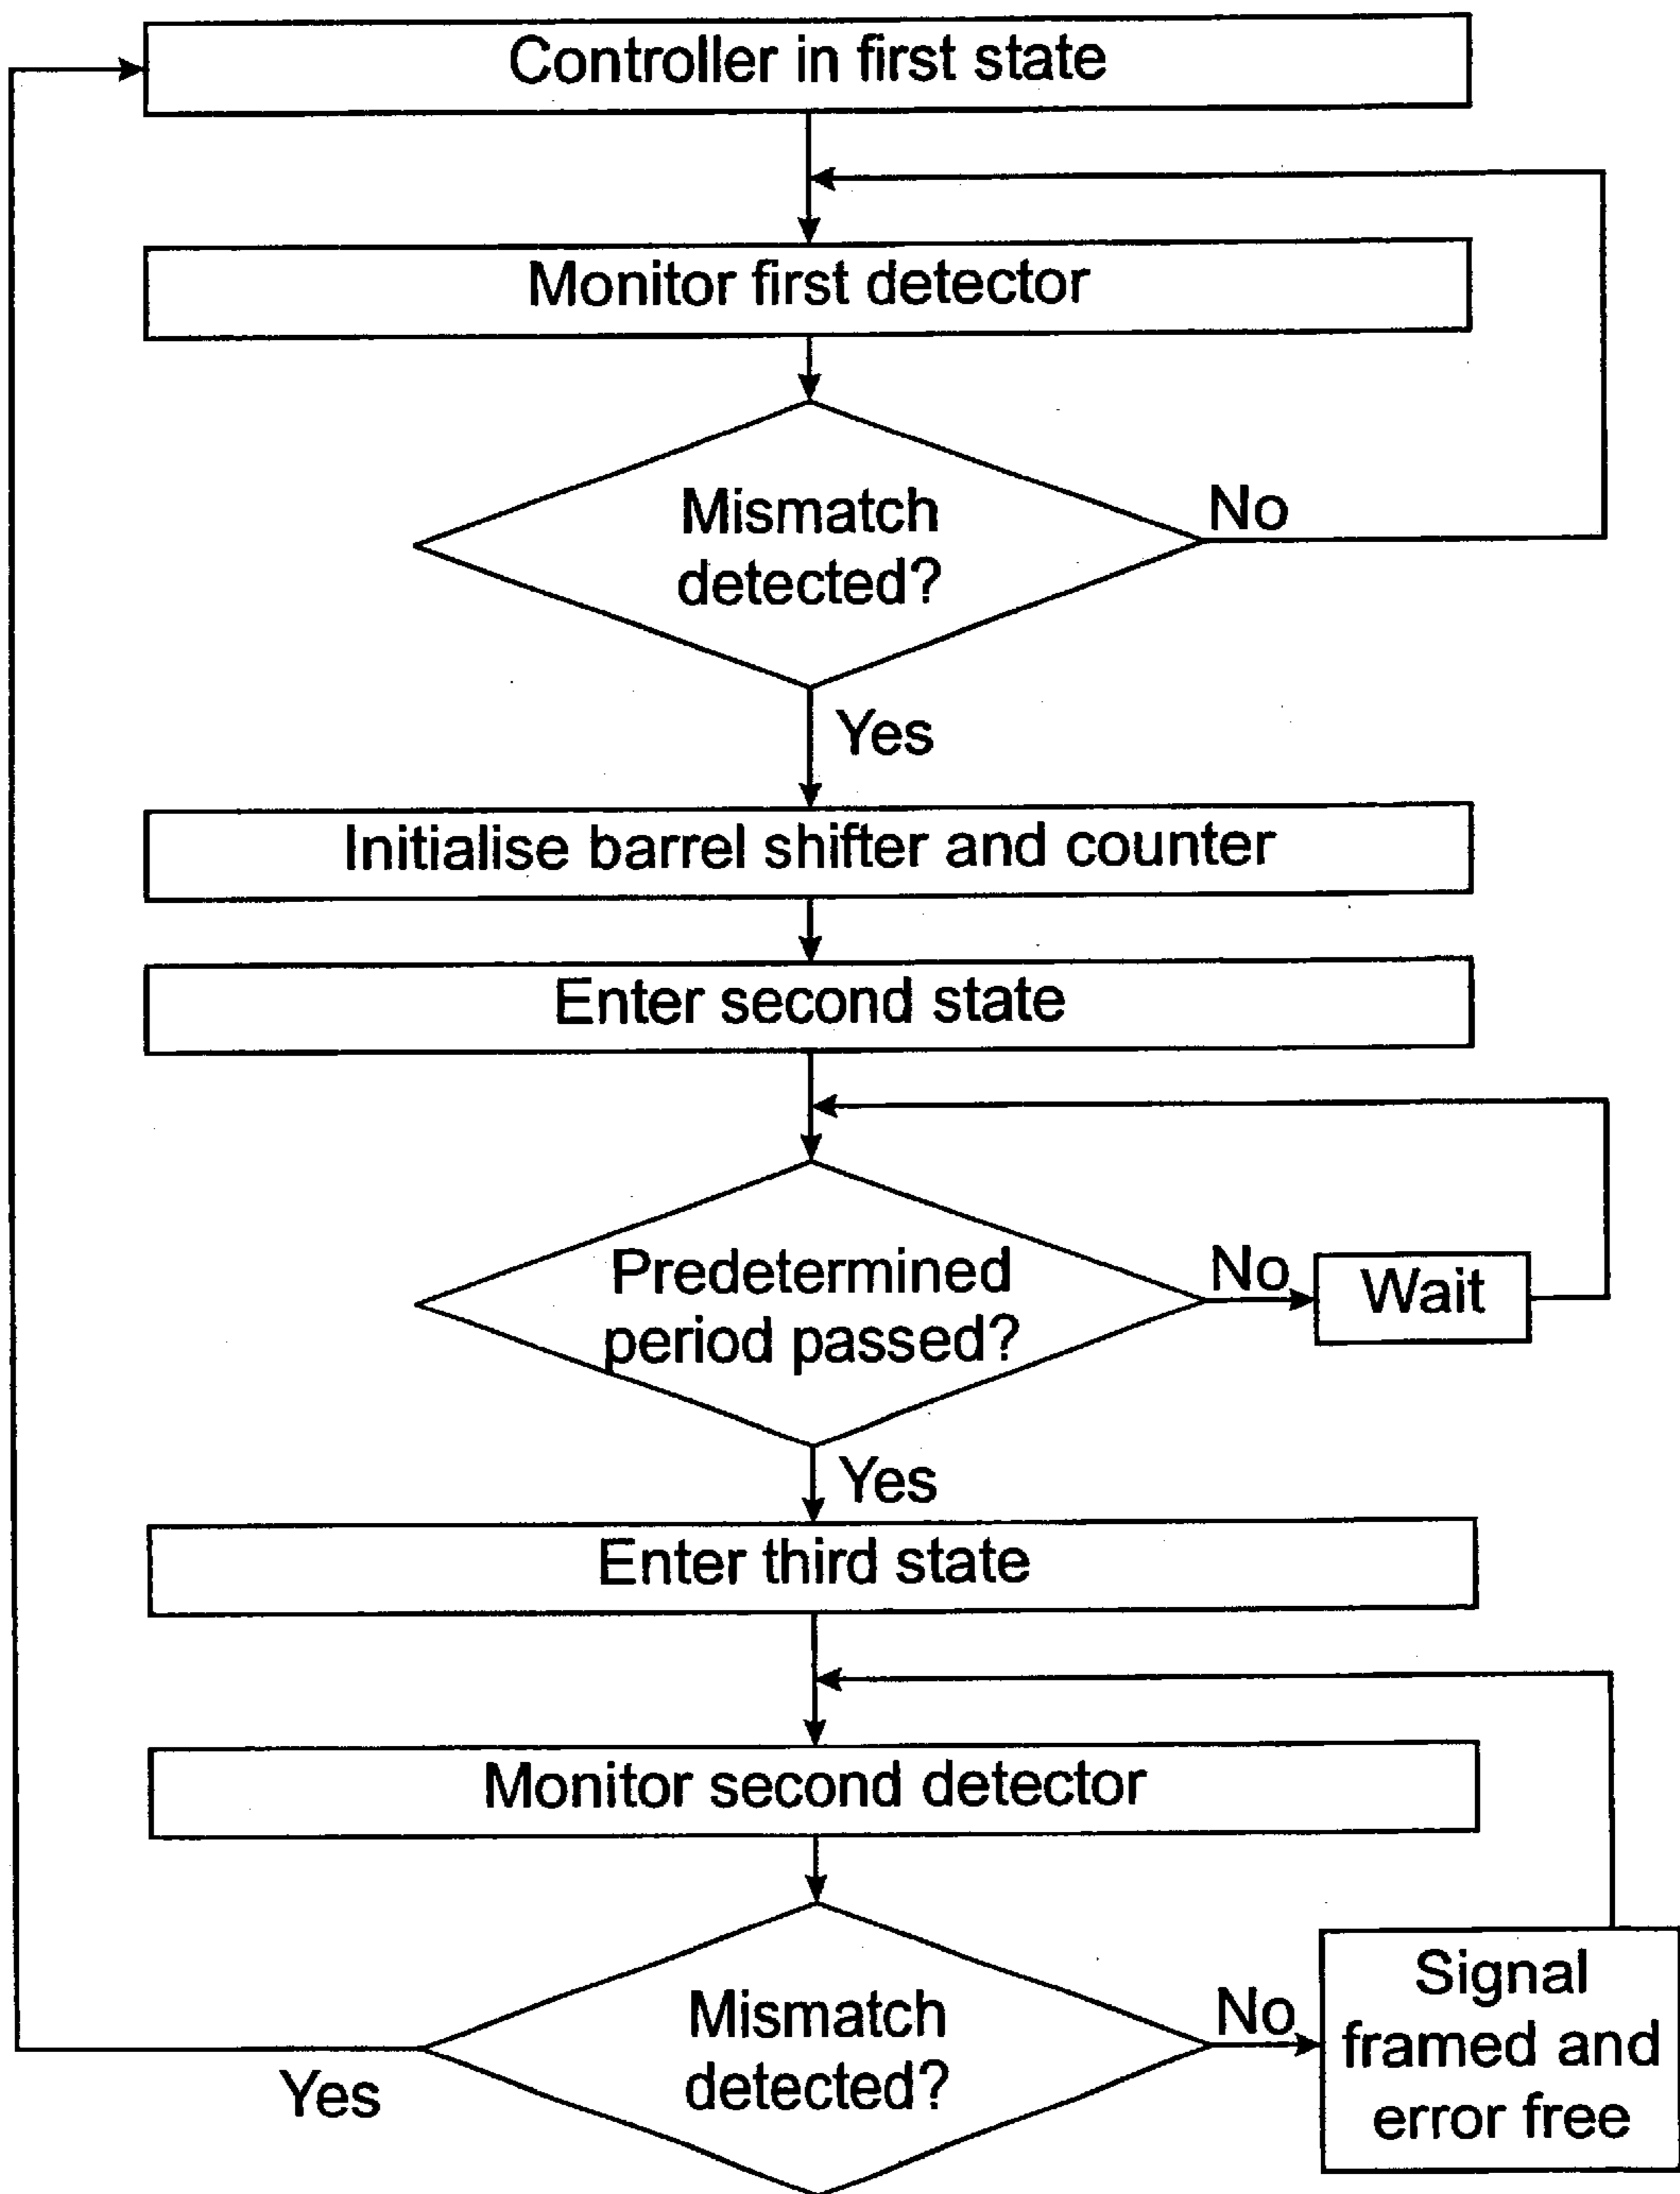 Controller in first state
Monitor first detector
Mismatch
detected?
No
Yes
Initialise barrel shifter and counter
Enter second state
Predetermined
period passed?
No
Wait
Yes
Enter third state
Monitor second detector
Mismatch
detected?
No
Signal
framed and
error free
Yes